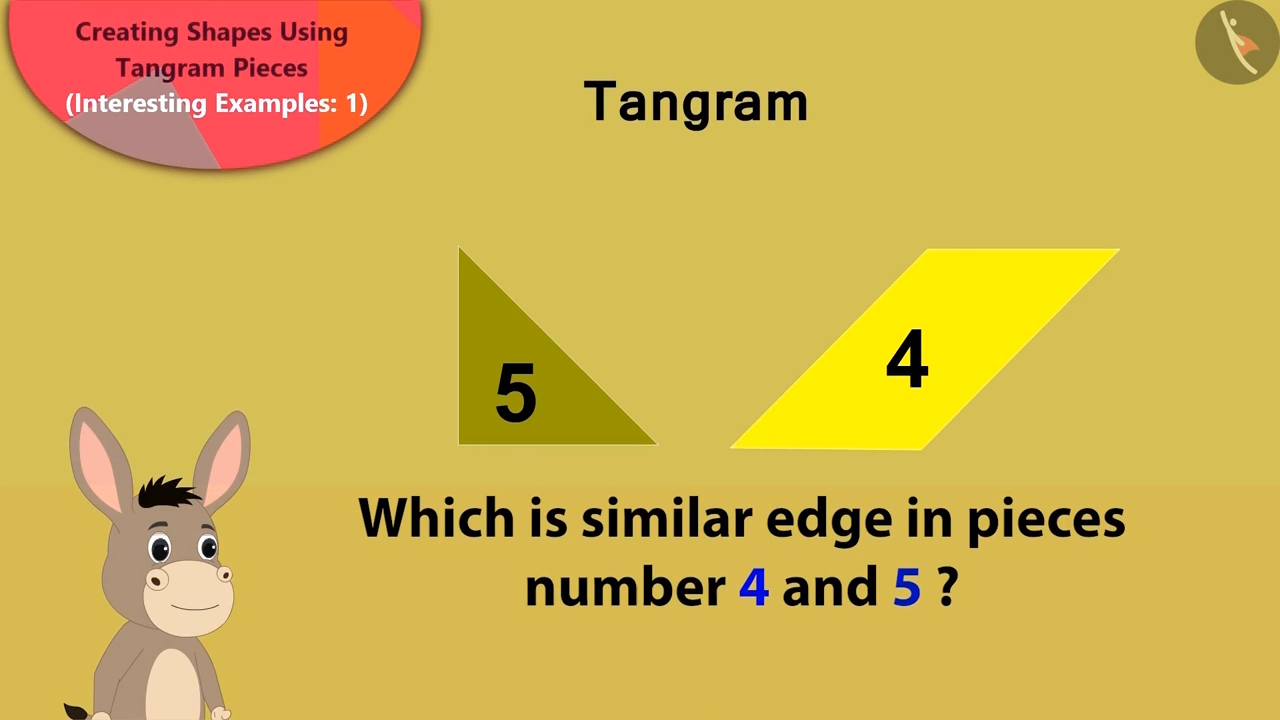 Creating Shapes Using
Tangram Pieces
(Interesting Examples: 1)
Tangram
5
4
Which is similar edge in pieces
number 4 and 5 ?